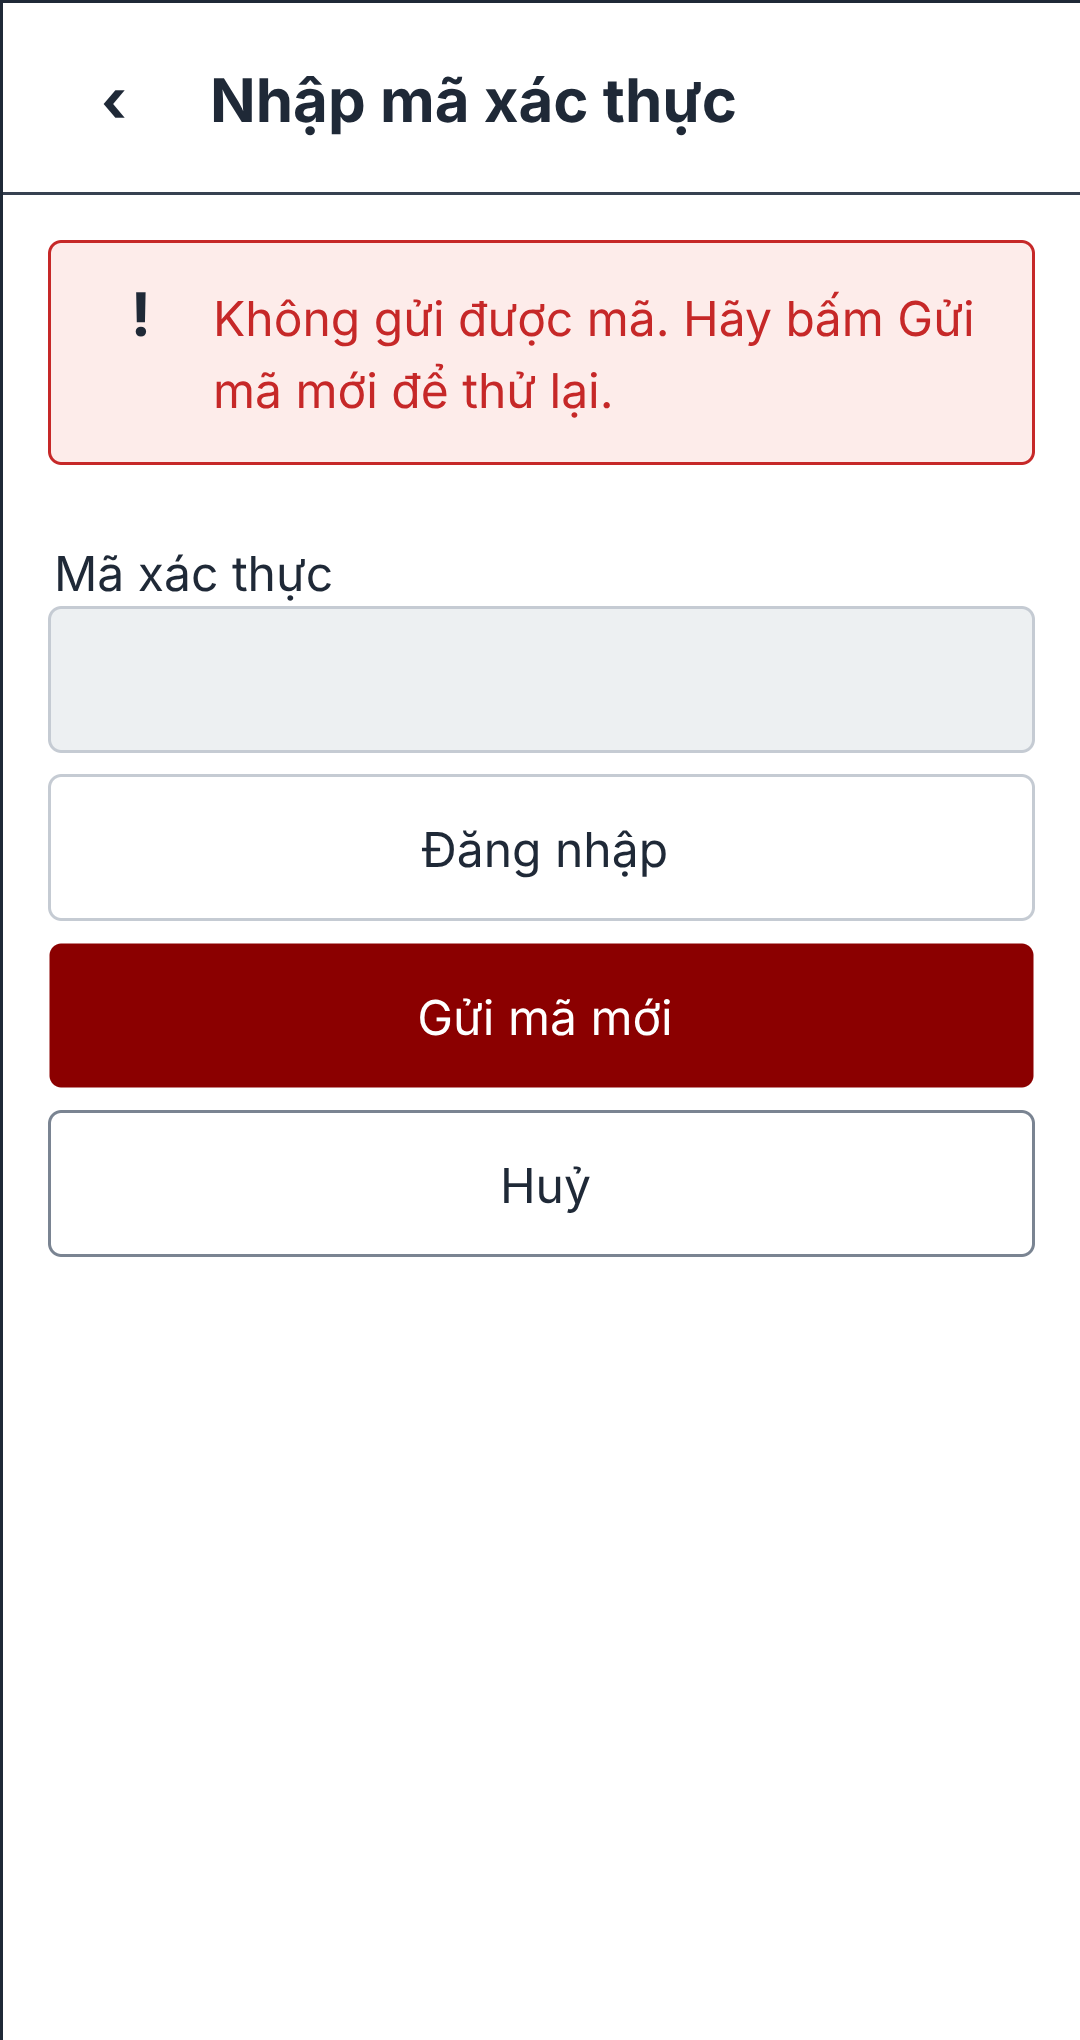 ‹ Nhập mã xác thực
! Không gửi được mã. Hãy bấm Gửi
mã mới để thử lại.
Mã xác thực
Đăng nhập
Gửi mã mới
Huỷ